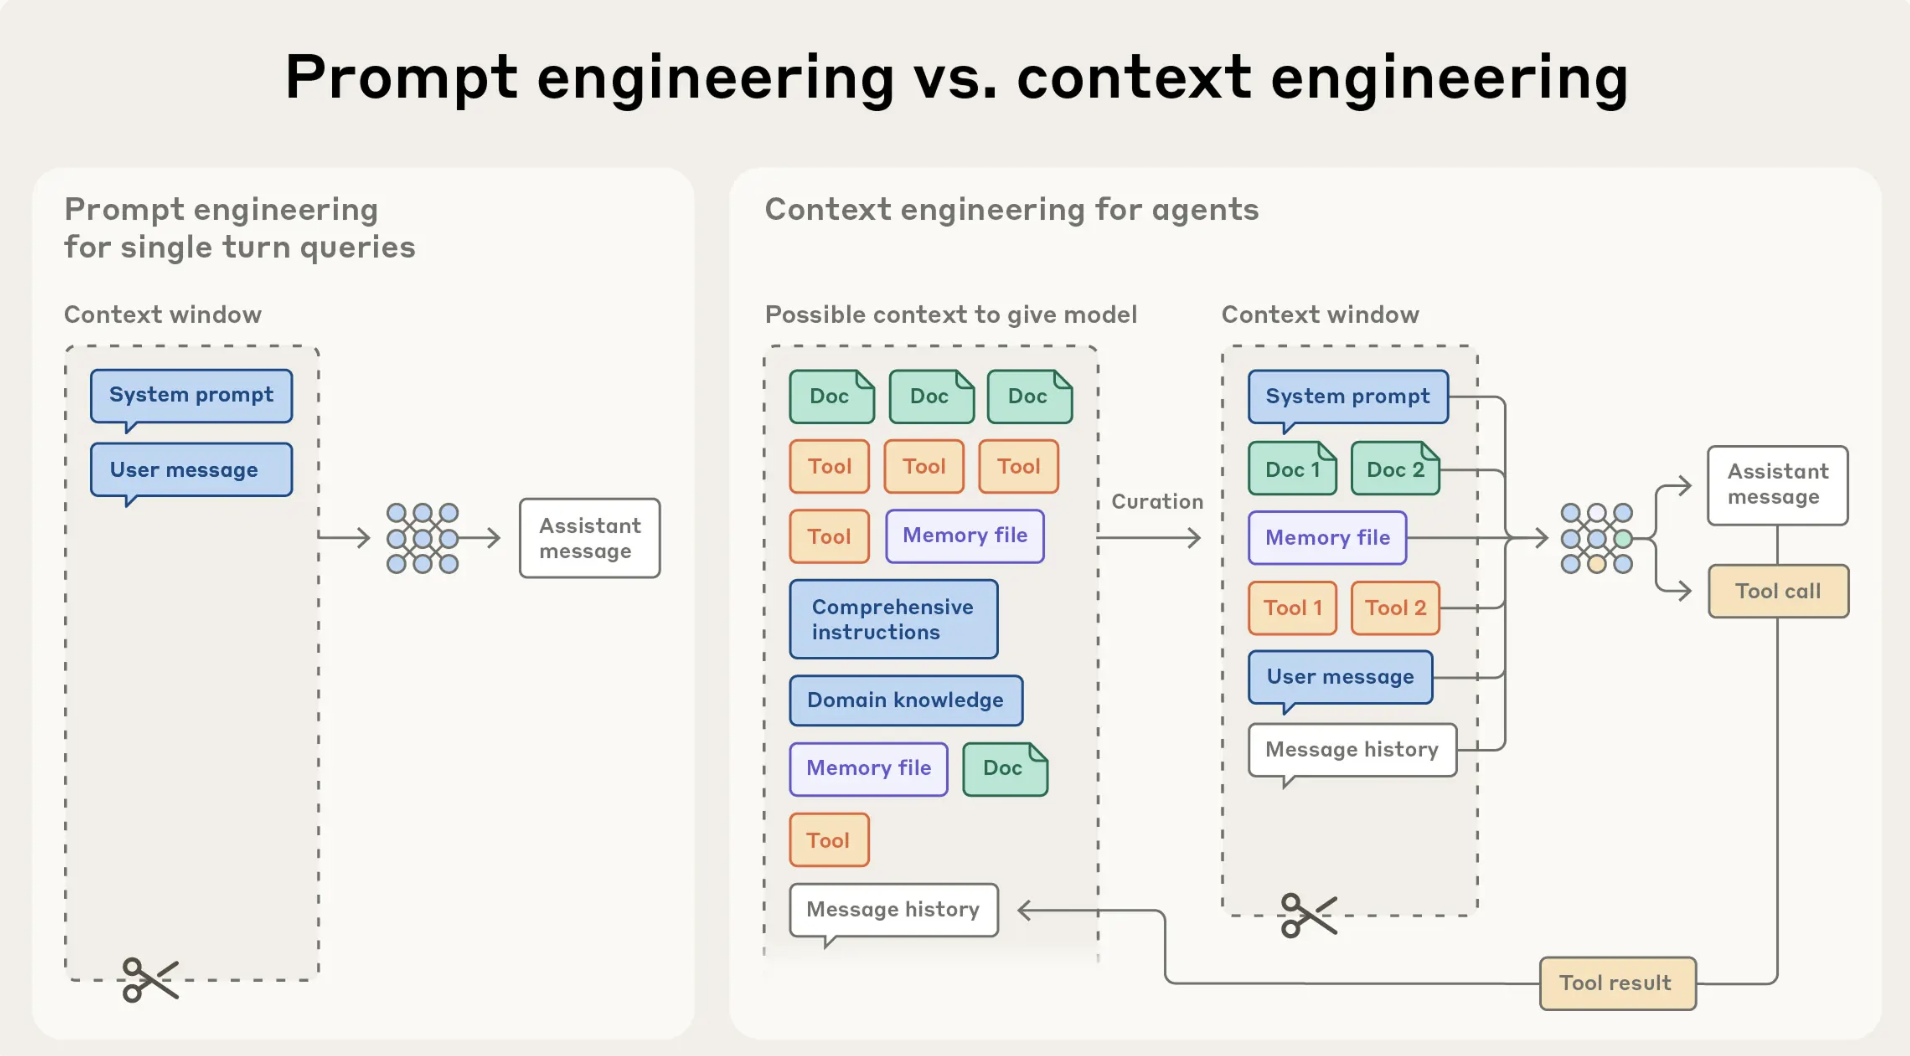 Prompt engineering vs. context engineering
Prompt engineering
for single turn queries
Context window
System prompt
User message
Assistant
message
Context engineering for agents
Possible context to give model
Doc
Doc
Doc
Tool
Tool
Tool
Tool
Memory file
Comprehensive
instructions
Domain knowledge
Memory file
Doc
Tool
Message history
Curation
Context window
System prompt
Doc 1
Doc 2
Memory file
Tool 1
Tool 2
User message
Message history
Assistant
message
Tool call
Tool result